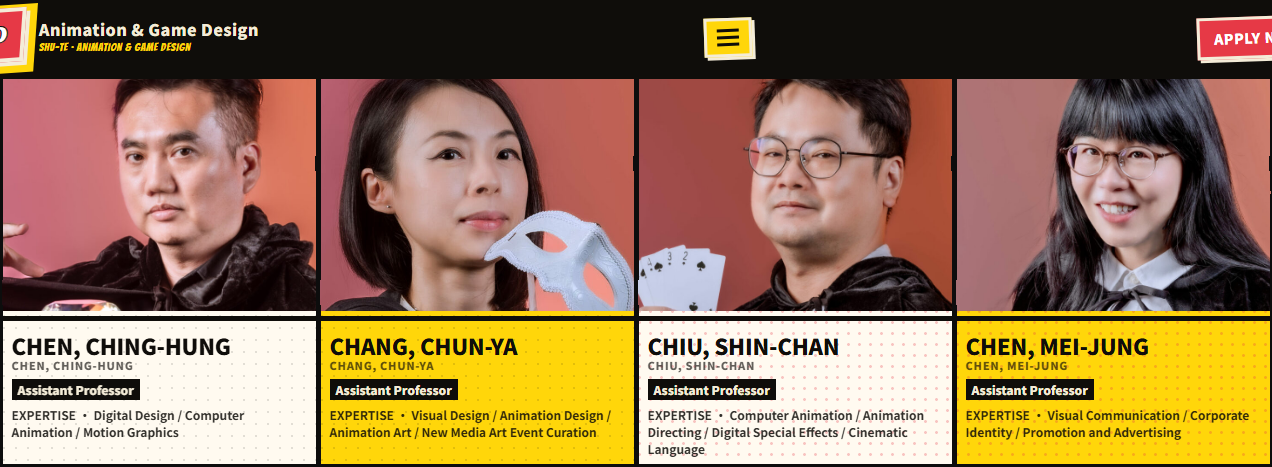 Animation & Game Design
SHU-TE · ANIMATION & GAME DESIGN
APPLY
CHEN, CHING-HUNG
CHEN, CHING-HUNG
Assistant Professor
EXPERTISE • Digital Design / Computer
Animation / Motion Graphics
CHANG, CHUN-YA
CHANG, CHUN-YA
Assistant Professor
EXPERTISE • Visual Design / Animation Design /
Animation Art / New Media Art Event Curation
4 3 2
CHIU, SHIN-CHAN
CHIU, SHIN-CHAN
Assistant Professor
EXPERTISE • Computer Animation / Animation
Directing / Digital Special Effects / Cinematic
Language
CHEN, MEI-JUNG
CHEN, MEI-JUNG
Assistant Professor
EXPERTISE • Visual Communication / Corporate
Identity / Promotion and Advertising